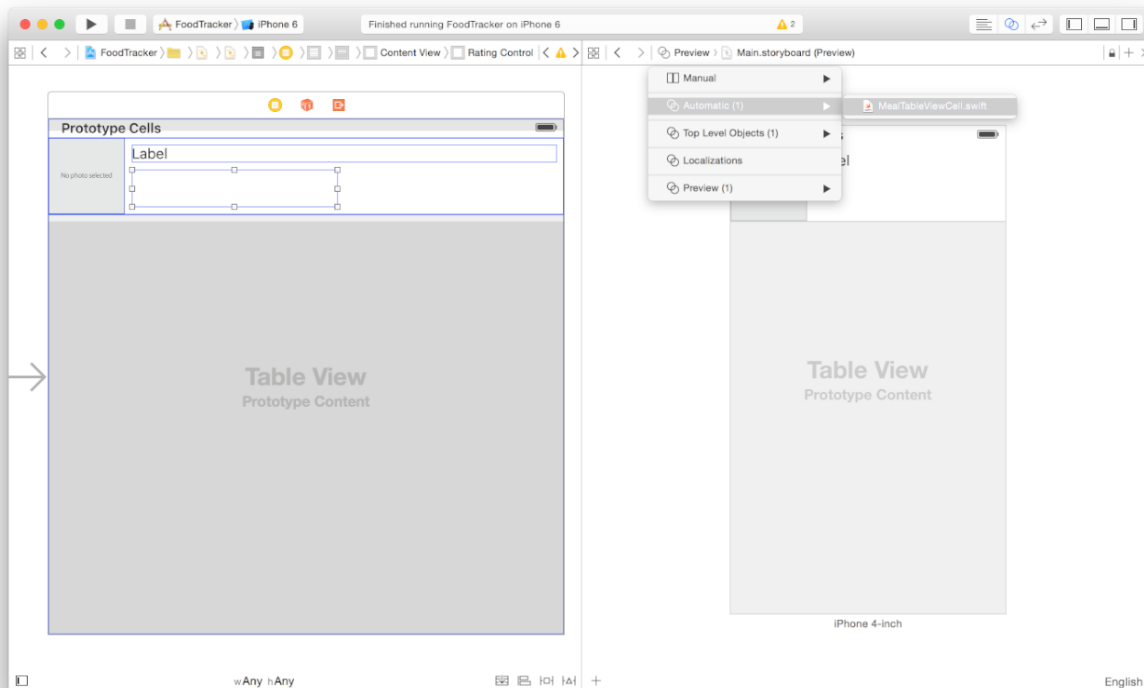 FoodTracker iPhone 6
Finished running FoodTracker on iPhone 6
2
FoodTracker Content View Rating Control
Preview Main.storyboard (Preview)
Prototype Cells
No photo selected
Label
Table View
Prototype Content
wAny hAny
Manual
Automatic (1)
MealTableViewCell.swift
Top Level Objects (1)
Localizations
Preview (1)
s
el
Table View
Prototype Content
iPhone 4-inch
English